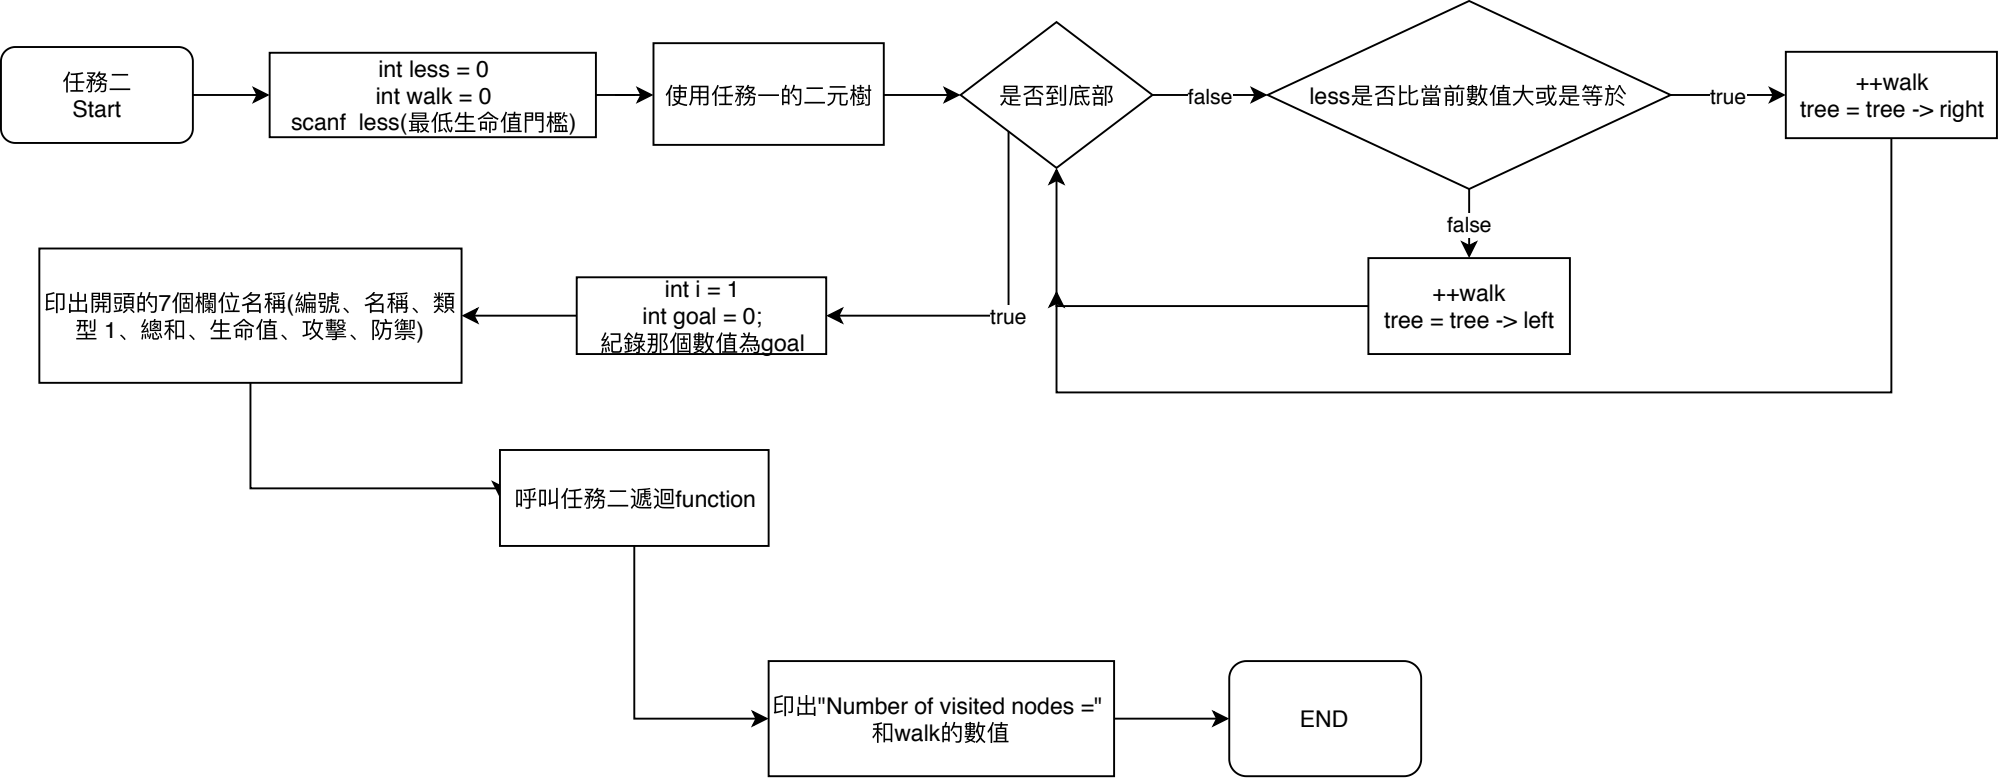 任務二
Start
int less = 0
int walk = 0
scanf less(最低生命值門檻)
使用任務一的二元樹
是否到底部
false
less是否比當前數值大或是等於
true
++walk
tree = tree -> right
false
++walk
tree = tree -> left
true
int i = 1
int goal = 0;
紀錄那個數值為goal
印出開頭的7個欄位名稱(編號、名稱、類
型 1、總和、生命值、攻擊、防禦)
呼叫任務二遞迴function
印出"Number of visited nodes ="
和walk的數值
END